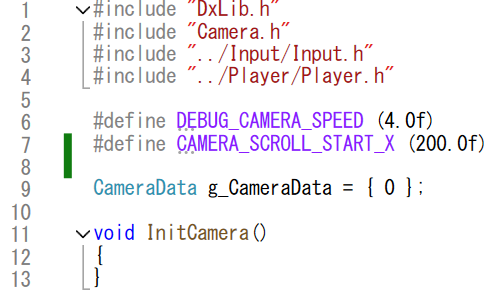 1 #include "DxLib.h"
2 #include "Camera.h"
3 #include "../Input/Input.h"
4 #include "../Player/Player.h"
5
6 #define DEBUG_CAMERA_SPEED (4.0f)
7 #define CAMERA_SCROLL_START_X (200.0f)
8
9 CameraData g_CameraData = { 0 };
10
11 void InitCamera()
12 {
13 }